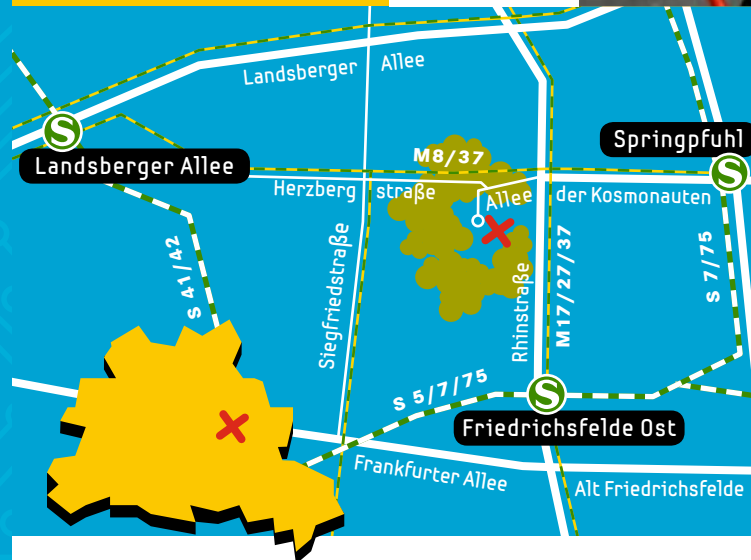 Landsberger Allee
S
Landsberger Allee
Springpfuhl
S
M8/37
Herzberg straße
Allee der Kosmonauten
S 41/42
Siegfriedstraße
Rhinstraße
M17/27/37
S 7/75
S 5/7/75
S
Friedrichsfelde Ost
Frankfurter Allee
Alt Friedrichsfelde